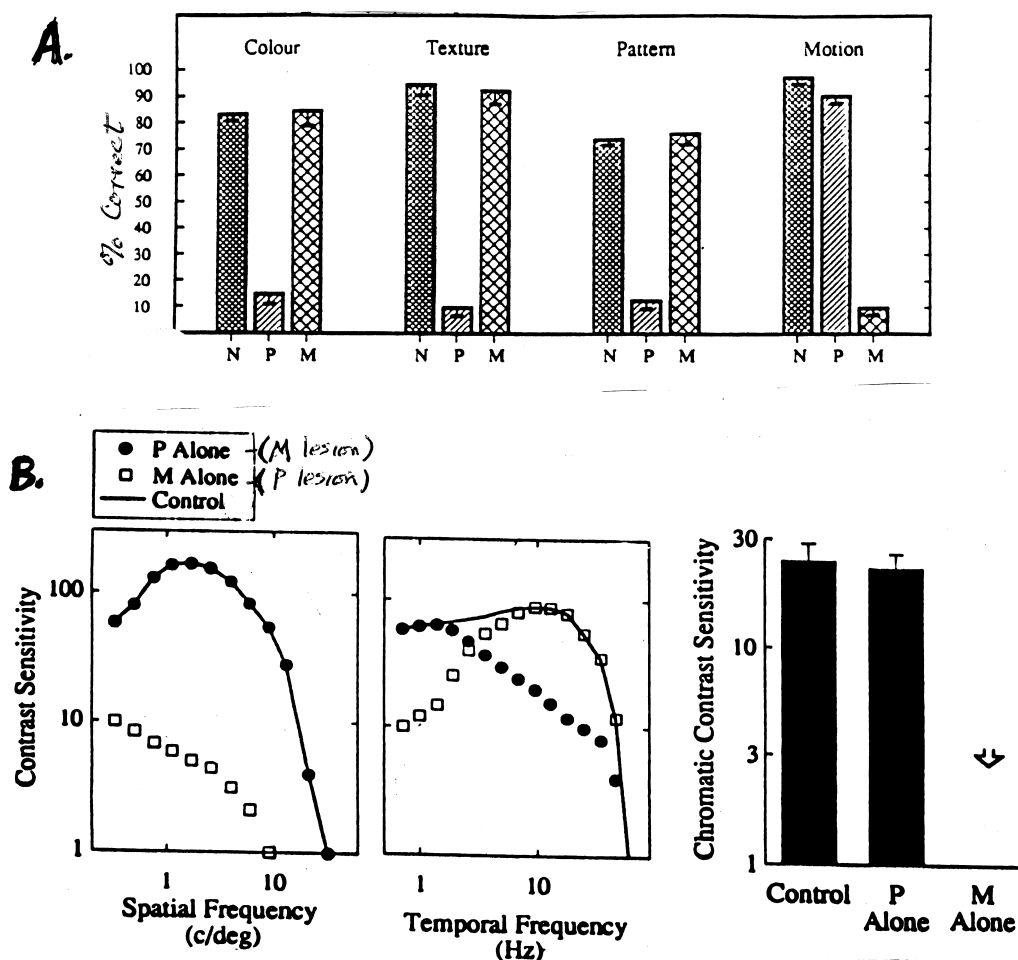 A.
Colour Texture Pattern Motion
100
90
80
70
60
50
40
30
20
10
% Correct
N P M N P M N P M N P M
B.
P Alone (M lesion)
M Alone (P lesion)
Control
Contrast Sensitivity
100
10
1
1 10
Spatial Frequency
(c/deg)
1 10
Temporal Frequency
(Hz)
Chromatic Contrast Sensitivity
30
10
3
1
Control P Alone M Alone